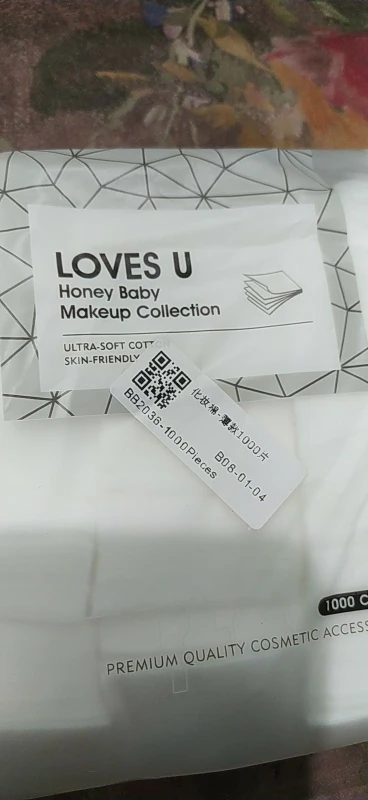 LOVES U
Honey Baby
Makeup Collection
ULTRA-SOFT COTTON
SKIN-FRIENDLY
化妆棉-薄款1000片
BB2036-1000Pieces
B08-01-04
1000 C
PREMIUM QUALITY COSMETIC ACCESS